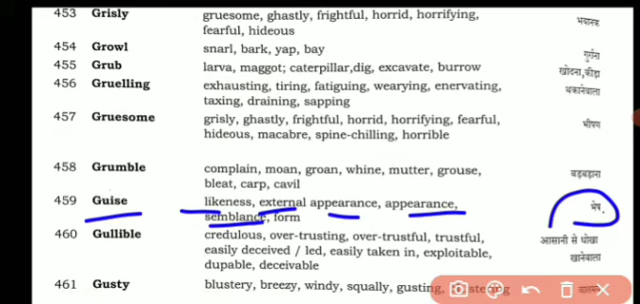 453 Grisly gruesome, ghastly, frightful, horrid, horrifying, भयानक
fearful, hideous
454 Growl snarl, bark, yap, bay गुर्राना
455 Grub larva, maggot; caterpillar,dig, excavate, burrow खोदना,कीड़ा
456 Gruelling exhausting, tiring, fatiguing, wearying, enervating, थकानेवाला
taxing, draining, sapping
457 Gruesome grisly, ghastly, frightful, horrid, horrifying, fearful, भीषण
hideous, macabre, spine-chilling, horrible
458 Grumble complain, moan, groan, whine, mutter, grouse, बड़बड़ाना
bleat, carp, cavil
459 Guise likeness, external appearance, appearance, भेष
semblance, form
460 Gullible credulous, over-trusting, over-trustful, trustful, आसानी से धोखा
easily deceived / led, easily taken in, exploitable, खानेवाला
dupable, deceivable
461 Gusty blustery, breezy, windy, squally, gusting,